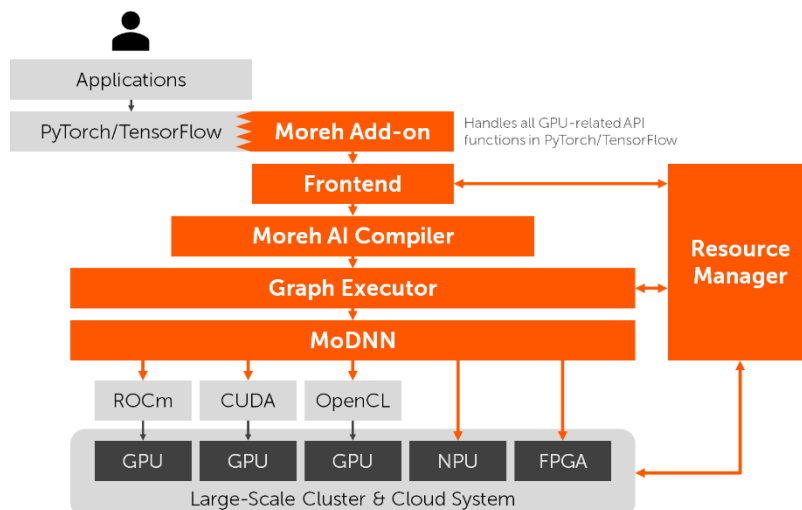 Applications
PyTorch/TensorFlow
Moreh Add-on
Handles all GPU-related API
functions in PyTorch/TensorFlow
Frontend
Moreh AI Compiler
Resource
Manager
Graph Executor
MoDNN
ROCm
CUDA
OpenCL
GPU
GPU
GPU
NPU
FPGA
Large-Scale Cluster & Cloud System